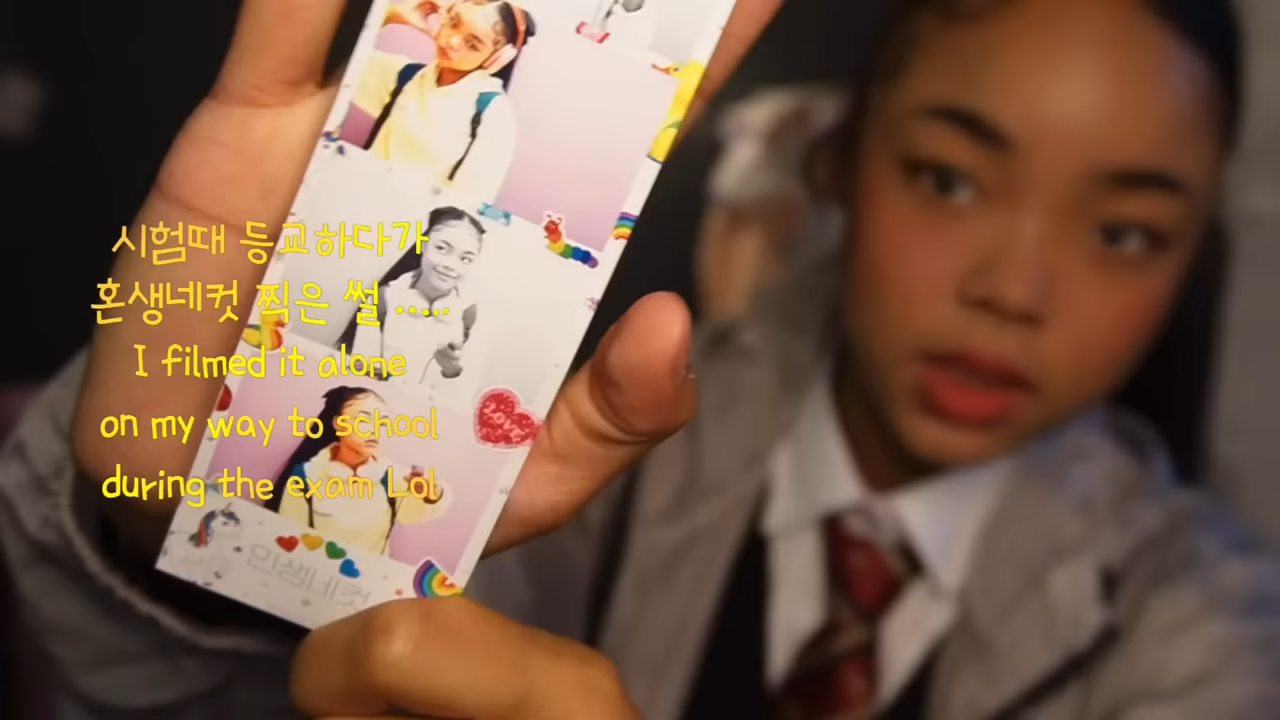 시험때 등교하다가
혼생네컷 찍은 썰 .....
I filmed it alone
on my way to school
during the exam Lol
Love
인생네컷